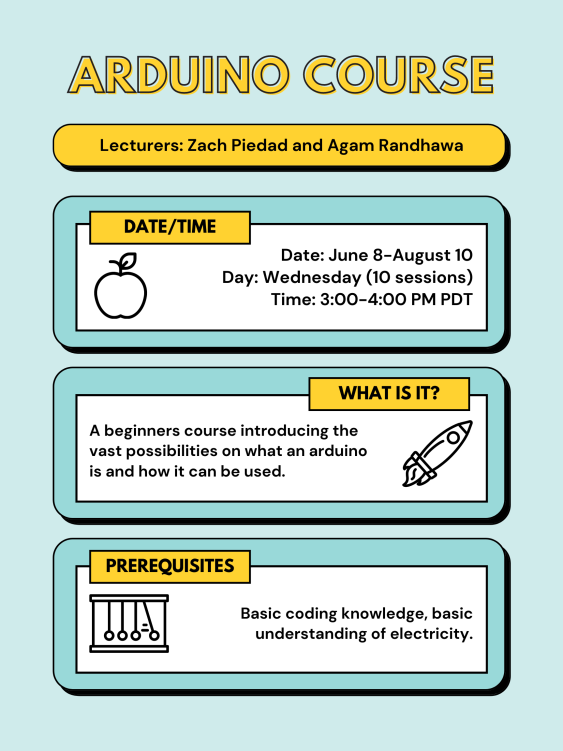 ARDUINO COURSE
Lecturers: Zach Piedad and Agam Randhawa
DATE/TIME
Date: June 8-August 10
Day: Wednesday (10 sessions)
Time: 3:00-4:00 PM PDT
WHAT IS IT?
A beginners course introducing the
vast possibilities on what an arduino
is and how it can be used.
PREREQUISITES
Basic coding knowledge, basic
understanding of electricity.